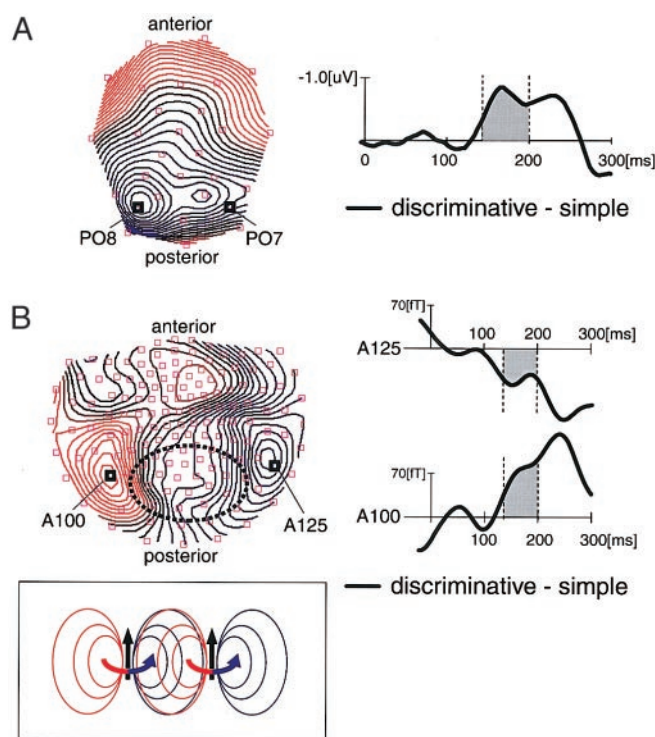 A
anterior
PO8
PO7
posterior
-1.0[uV]
0
100
200
300[ms]
discriminative - simple
B
anterior
A100
A125
posterior
70[fT]
A125
100
200
300[ms]
70[fT]
A100
100
200
300[ms]
discriminative - simple